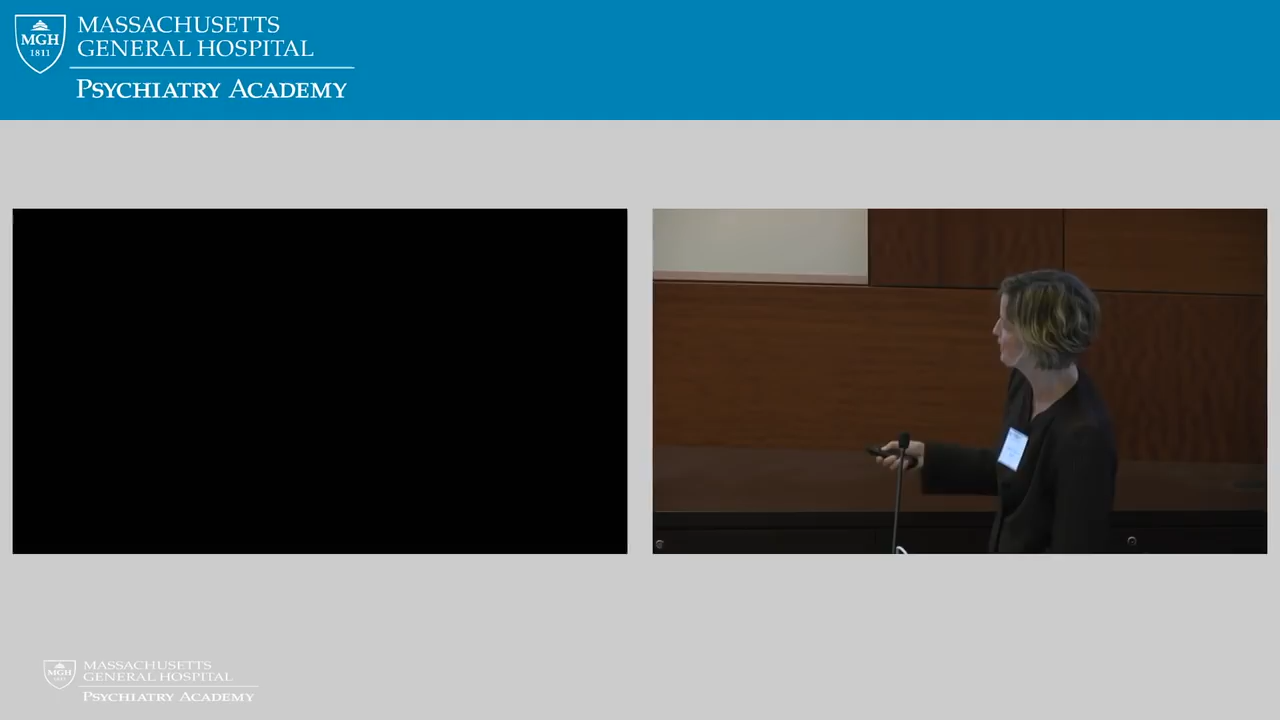 MASSACHUSETTS
GENERAL HOSPITAL
PSYCHIATRY ACADEMY
MGH
1811
MASSACHUSETTS
GENERAL HOSPITAL
PSYCHIATRY ACADEMY
MGH
1811